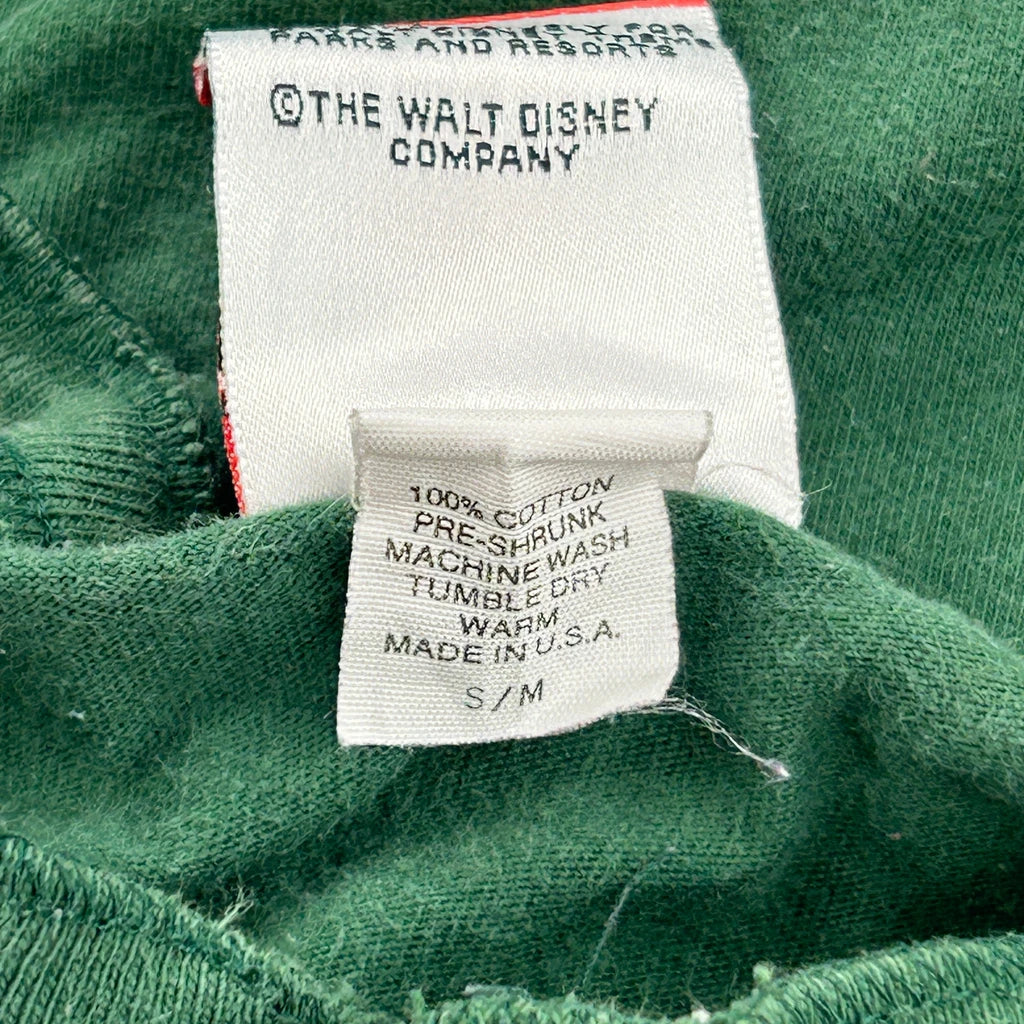 PARKS AND RESORTS
©THE WALT DISNEY
COMPANY
100% COTTON
PRE-SHRUNK
MACHINE WASH
TUMBLE DRY
WARM
MADE IN U.S.A.
S/M